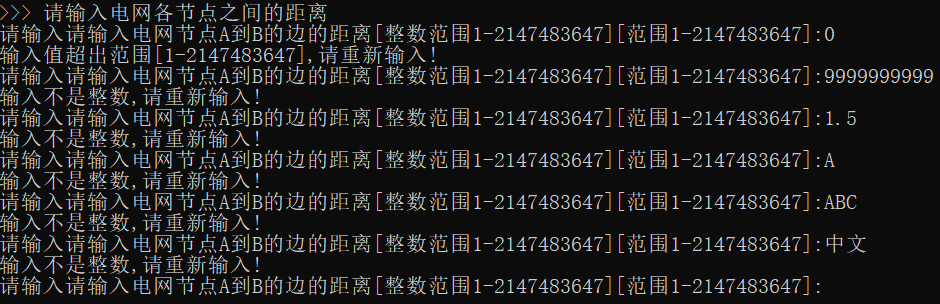 >>> 请输入电网各节点之间的距离
请输入请输入电网节点A到B的边的距离[整数范围1-2147483647][范围1-2147483647]:0
输入值超出范围[1-2147483647],请重新输入!
请输入请输入电网节点A到B的边的距离[整数范围1-2147483647][范围1-2147483647]:9999999999
输入不是整数,请重新输入!
请输入请输入电网节点A到B的边的距离[整数范围1-2147483647][范围1-2147483647]:1.5
输入不是整数,请重新输入!
请输入请输入电网节点A到B的边的距离[整数范围1-2147483647][范围1-2147483647]:A
输入不是整数,请重新输入!
请输入请输入电网节点A到B的边的距离[整数范围1-2147483647][范围1-2147483647]:ABC
输入不是整数,请重新输入!
请输入请输入电网节点A到B的边的距离[整数范围1-2147483647][范围1-2147483647]:中文
输入不是整数,请重新输入!
请输入请输入电网节点A到B的边的距离[整数范围1-2147483647][范围1-2147483647]: